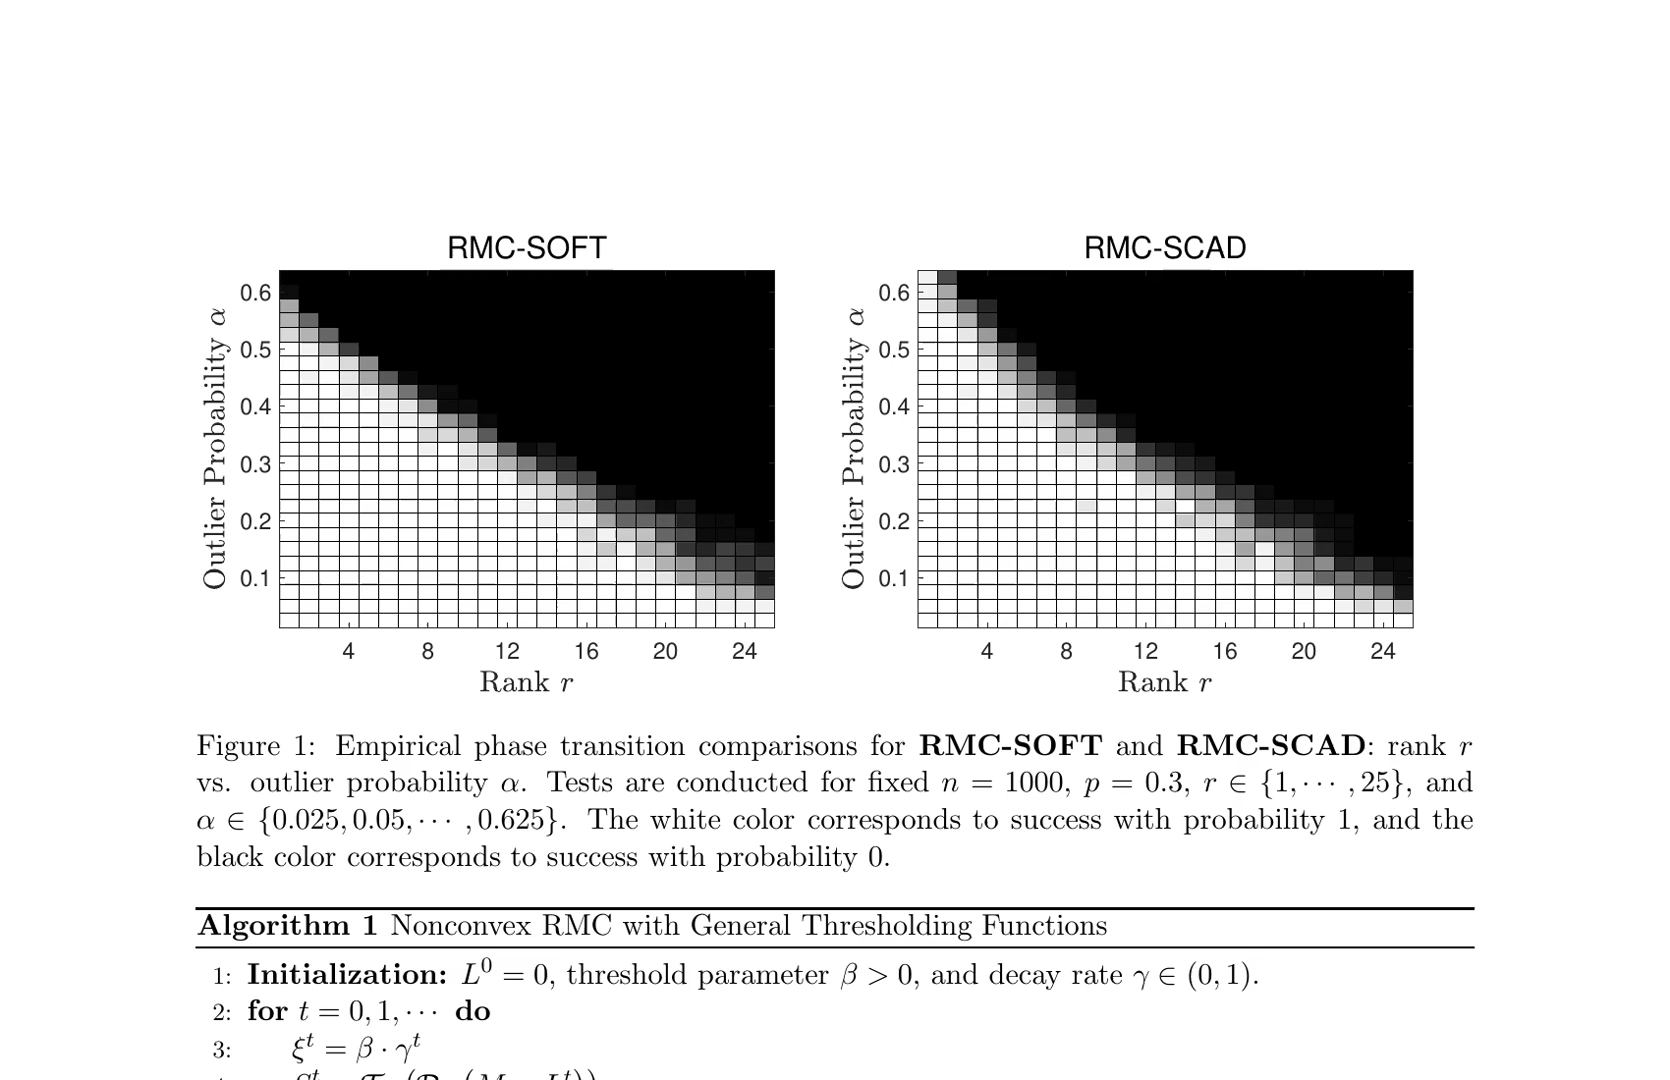 RMC-SOFT
0.6
0.5
0.4
0.3
0.2
0.1
Outlier Probability α
4 8 12 16 20 24
Rank r
RMC-SCAD
0.6
0.5
0.4
0.3
0.2
0.1
Outlier Probability α
4 8 12 16 20 24
Rank r
Figure 1: Empirical phase transition comparisons for RMC-SOFT and RMC-SCAD: rank r
vs. outlier probability α. Tests are conducted for fixed n = 1000, p = 0.3, r ∈ {1, ⋯ , 25}, and
α ∈ {0.025, 0.05, ⋯ , 0.625}. The white color corresponds to success with probability 1, and the
black color corresponds to success with probability 0.
Algorithm 1 Nonconvex RMC with General Thresholding Functions
1: Initialization: L⁰ = 0, threshold parameter β > 0, and decay rate γ ∈ (0, 1).
2: for t = 0, 1, ⋯ do
3: ξᵗ = β · γᵗ